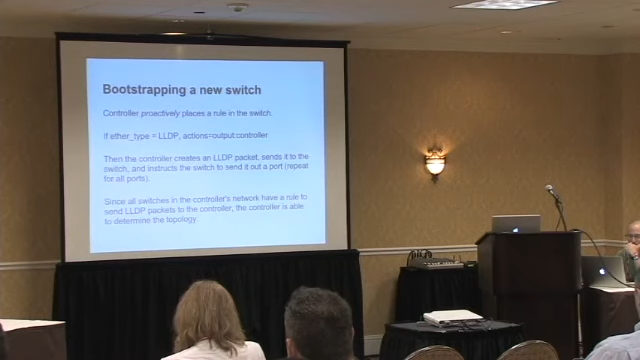 Bootstrapping a new switch
Controller proactively places a rule in the switch.
If ether_type = LLDP, actions=output:controller
Then the controller creates an LLDP packet, sends it to the
switch, and instructs the switch to send it out a port (repeat
for all ports).
Since all switches in the controller's network have a rule to
send LLDP packets to the controller, the controller is able
to determine the topology.